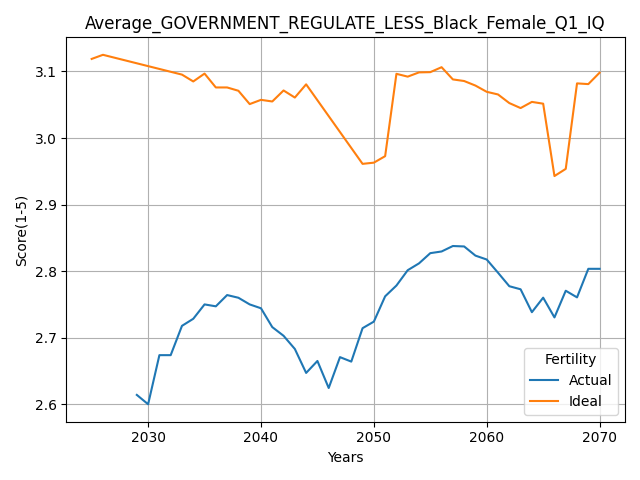 Average_GOVERNMENT_REGULATE_LESS_Black_Female_Q1_IQ
Score(1-5)
3.1
3.0
2.9
2.8
2.7
2.6
2030 2040 2050 2060 2070
Years
Fertility
Actual
Ideal